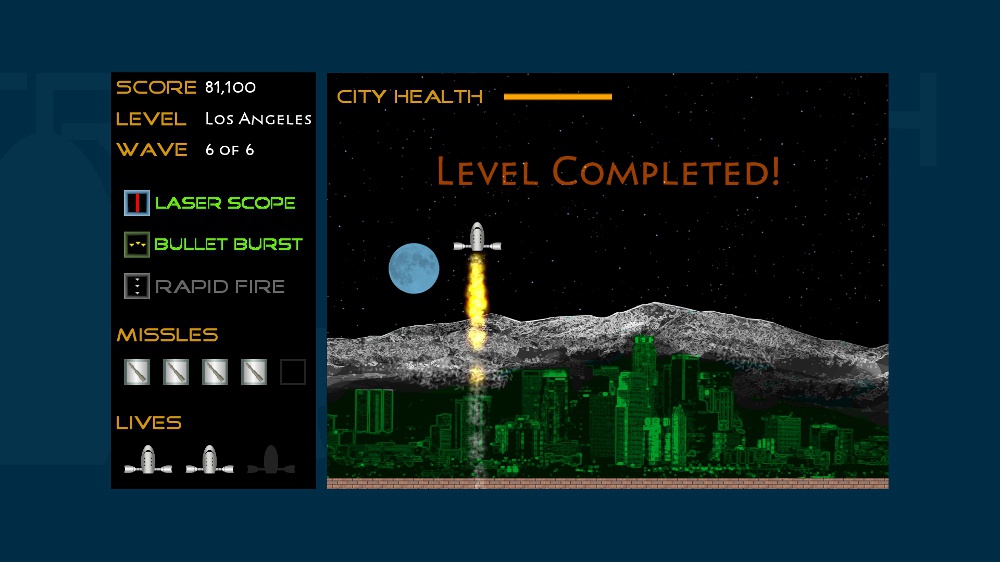 SCORE 81,100
LEVEL Los Angeles
WAVE 6 of 6
LASER SCOPE
BULLET BURST
RAPID FIRE
MISSLES
LIVES
CITY HEALTH
Level Completed!